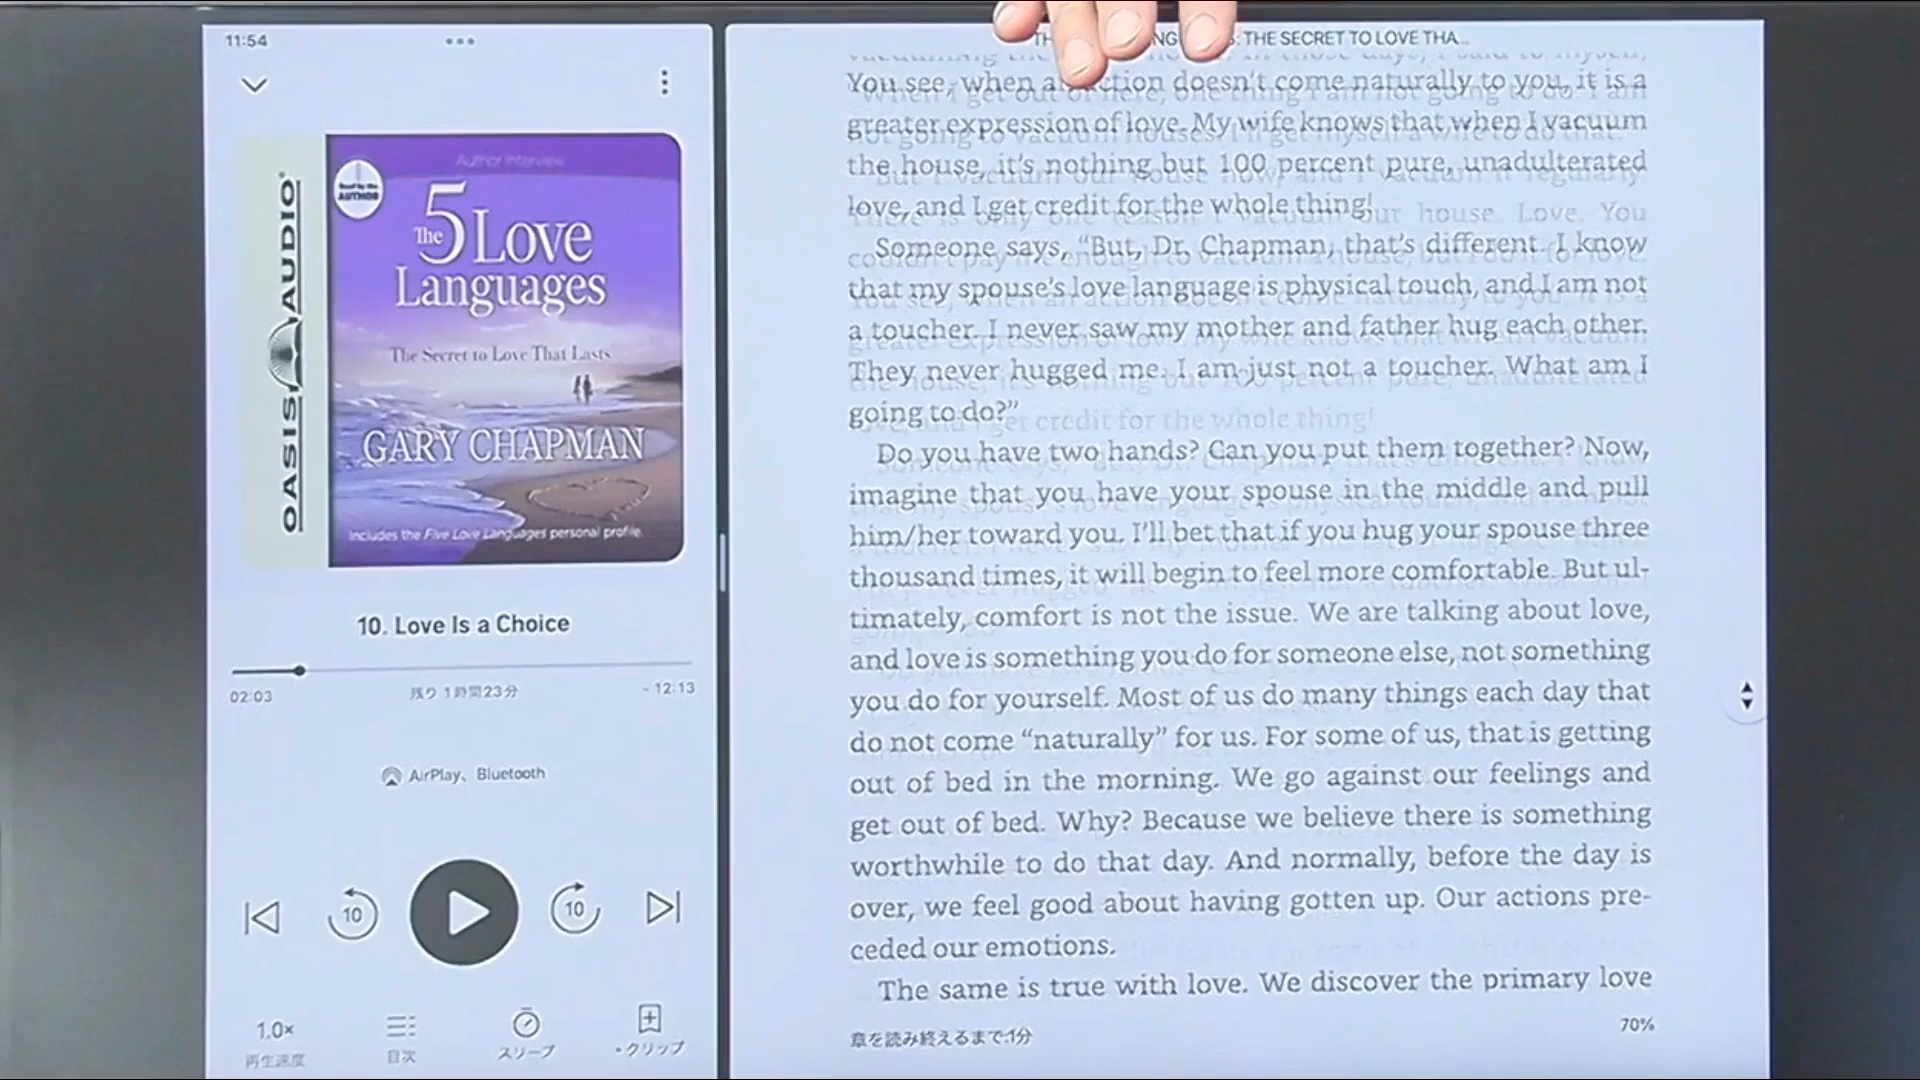 11:54
Author Interview
Read by the
AUTHOR
OASIS AUDIO
The 5 Love
Languages
The Secret to Love That Lasts
GARY CHAPMAN
Includes the Five Love Languages personal profile
10. Love Is a Choice
02:03
残り 1時間23分
- 12:13
AirPlay、Bluetooth
10
10
1.0×
再生速度
目次
スリープ
・クリップ
: THE SECRET TO LOVE THA...
You see, when doesn't come naturally to you, it is a
greater expression of love. My wife knows that when I vacuum
the house, it's nothing but 100 percent pure, unadulterated
love, and I get credit for the whole thing!
Someone says, “But, Dr. Chapman, that's different. I know
that my spouse's love language is physical touch, and I am not
a toucher. I never saw my mother and father hug each other.
They never hugged me. I am just not a toucher. What am I
going to do?”
Do you have two hands? Can you put them together? Now,
imagine that you have your spouse in the middle and pull
him/her toward you. I'll bet that if you hug your spouse three
thousand times, it will begin to feel more comfortable. But ul-
timately, comfort is not the issue. We are talking about love,
and love is something you do for someone else, not something
you do for yourself. Most of us do many things each day that
do not come “naturally” for us. For some of us, that is getting
out of bed in the morning. We go against our feelings and
get out of bed. Why? Because we believe there is something
worthwhile to do that day. And normally, before the day is
over, we feel good about having gotten up. Our actions pre-
ceded our emotions.
The same is true with love. We discover the primary love
章を読み終えるまで:1分
70%